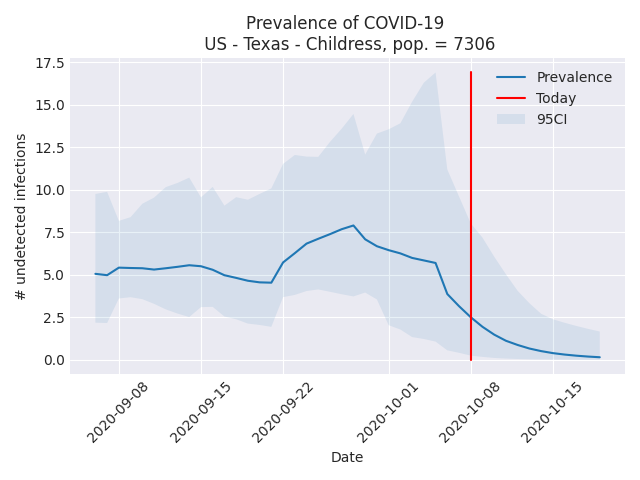 Prevalence of COVID-19
US - Texas - Childress, pop. = 7306
# undetected infections
17.5
15.0
12.5
10.0
7.5
5.0
2.5
0.0
Prevalence
Today
95CI
2020-09-08
2020-09-15
2020-09-22
2020-10-01
2020-10-08
2020-10-15
Date